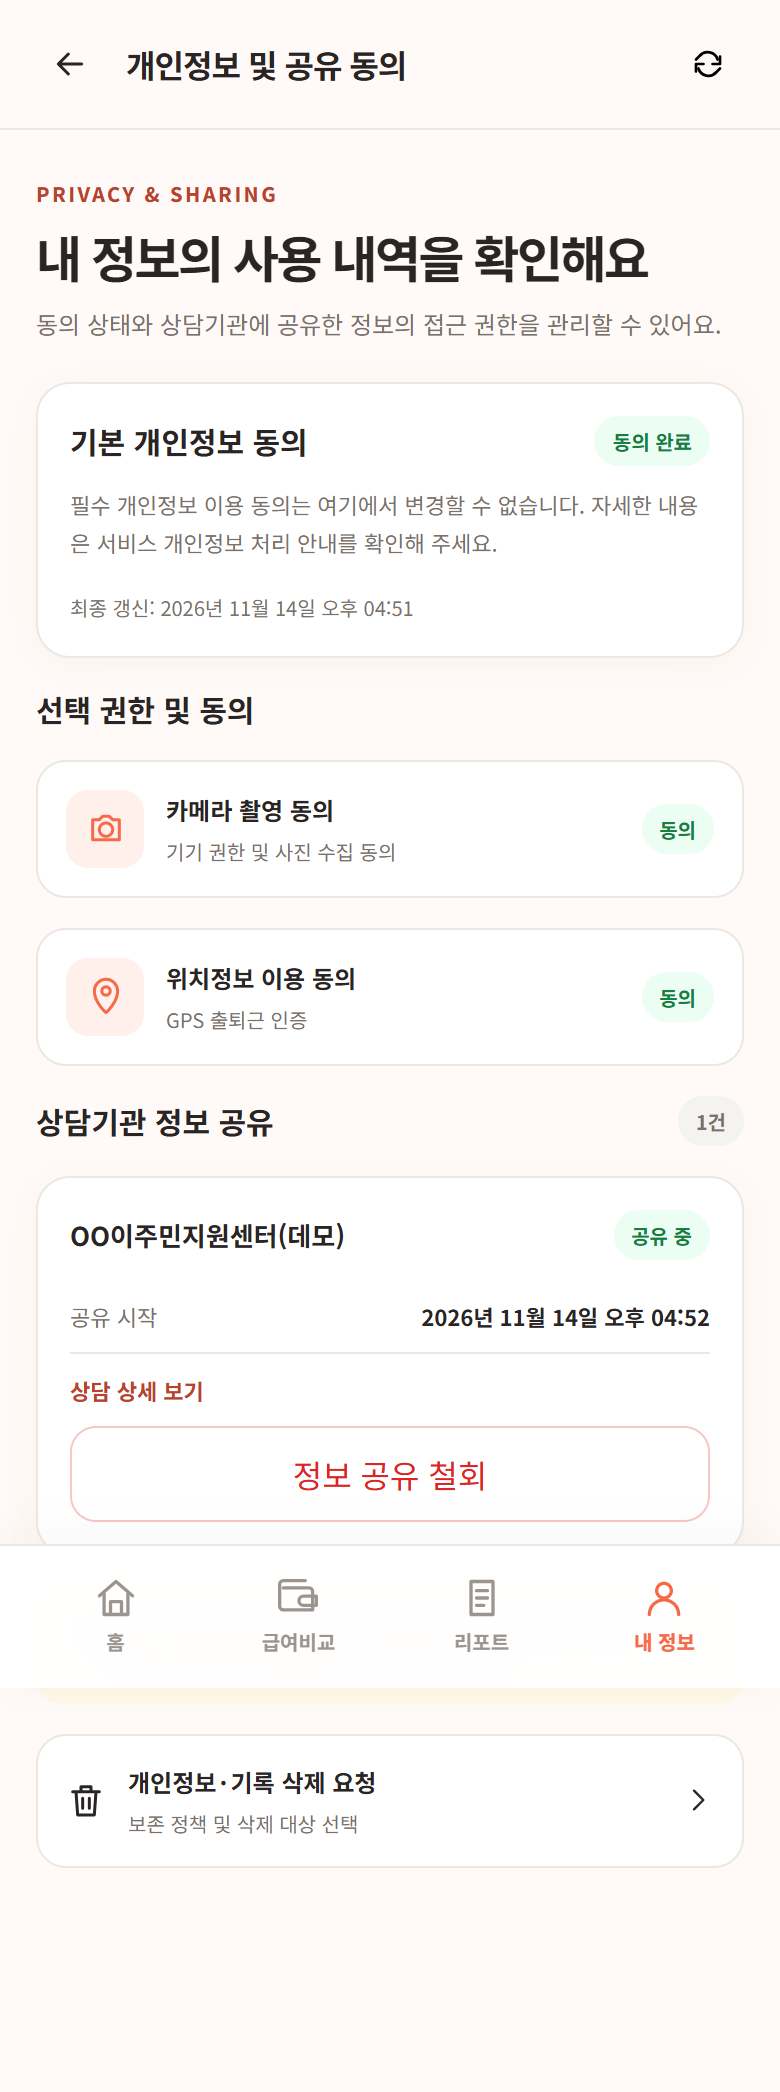 개인정보 및 공유 동의
PRIVACY & SHARING
내 정보의 사용 내역을 확인해요
동의 상태와 상담기관에 공유한 정보의 접근 권한을 관리할 수 있어요.
기본 개인정보 동의
동의 완료
필수 개인정보 이용 동의는 여기에서 변경할 수 없습니다. 자세한 내용
은 서비스 개인정보 처리 안내를 확인해 주세요.
최종 갱신: 2026년 11월 14일 오후 04:51
선택 권한 및 동의
카메라 촬영 동의
기기 권한 및 사진 수집 동의
동의
위치정보 이용 동의
GPS 출퇴근 인증
동의
상담기관 정보 공유
1건
OO이주민지원센터(데모)
공유 중
공유 시작
2026년 11월 14일 오후 04:52
상담 상세 보기
정보 공유 철회
홈
급여비교
리포트
내 정보
개인정보·기록 삭제 요청
보존 정책 및 삭제 대상 선택